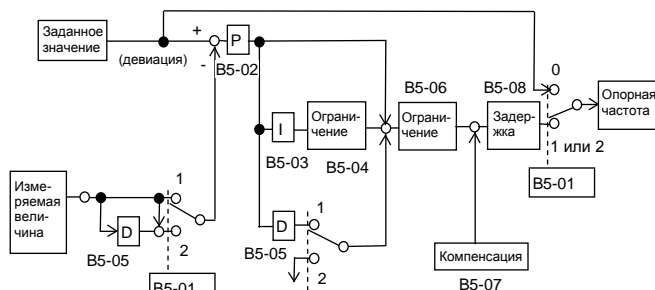 Заданное
значение
+
-
(девиация)
P
B5-02
B5-06
B5-08
0
Опорная
частота
I
Ограни-
чение
Ограни-
чение
Задер-
жка
B5-03
B5-04
1 или 2
B5-01
Изме-
ряемая
вели-
чина
1
D
2
B5-05
B5-01
D
1
B5-05
2
Компенсация
B5-07